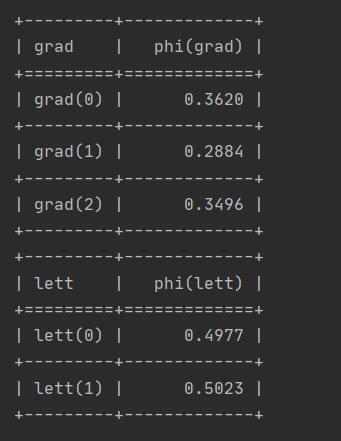 +---------+-------------+
| grad    |   phi(grad) |
+=========+=============+
| grad(0) |      0.3620 |
+---------+-------------+
| grad(1) |      0.2884 |
+---------+-------------+
| grad(2) |      0.3496 |
+---------+-------------+
+---------+-------------+
| lett    |   phi(lett) |
+=========+=============+
| lett(0) |      0.4977 |
+---------+-------------+
| lett(1) |      0.5023 |
+---------+-------------+